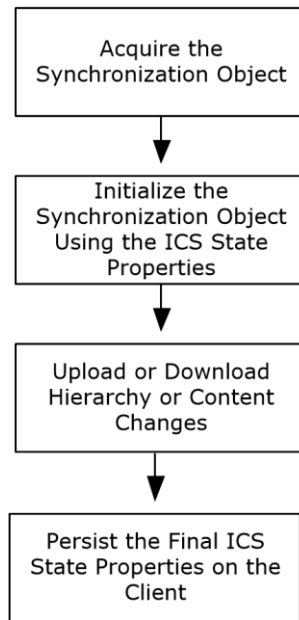 Acquire the
Synchronization Object
Initialize the
Synchronization Object
Using the ICS State
Properties
Upload or Download
Hierarchy or Content
Changes
Persist the Final ICS
State Properties on the
Client